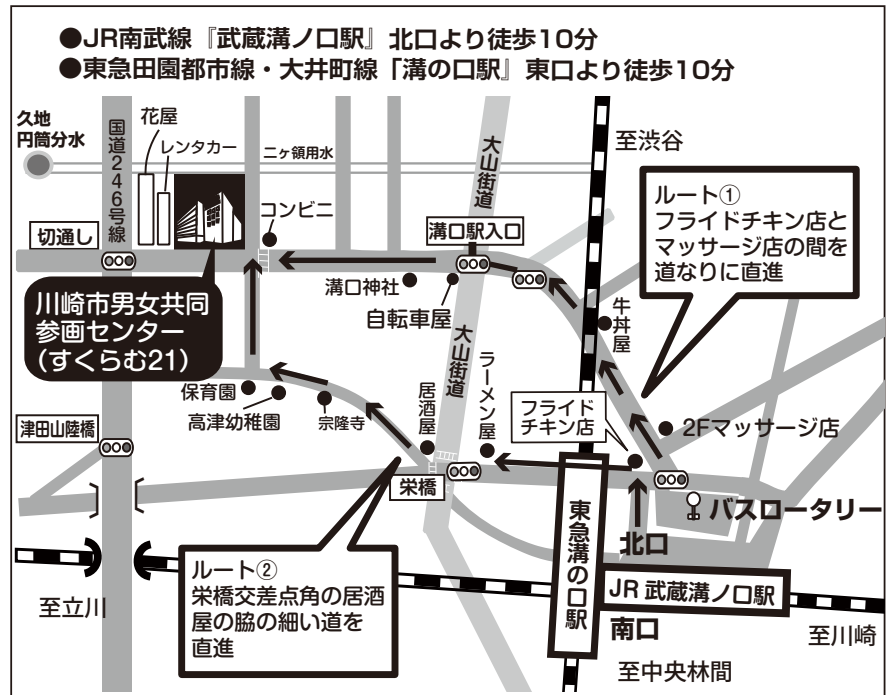 ●JR南武線『武蔵溝ノ口駅』北口より徒歩10分
●東急田園都市線・大井町線「溝の口駅」東口より徒歩10分
久地
円筒分水
国道246号線
花屋
レンタカー
二ヶ領用水
大山街道
至渋谷
ルート①
フライドチキン店と
マッサージ店の間を
道なりに直進
コンビニ
切通し
溝口駅入口
溝口神社
自転車屋
牛丼屋
川崎市男女共同
参画センター
(すくらむ21)
大山街道
ラーメン屋
居酒屋
保育園
高津幼稚園
宗隆寺
フライド
チキン店
2Fマッサージ店
津田山陸橋
栄橋
バスロータリー
北口
東急溝の口駅
ルート②
栄橋交差点角の居酒
屋の脇の細い道を
直進
JR 武蔵溝ノ口駅
至立川
南口
至川崎
至中央林間